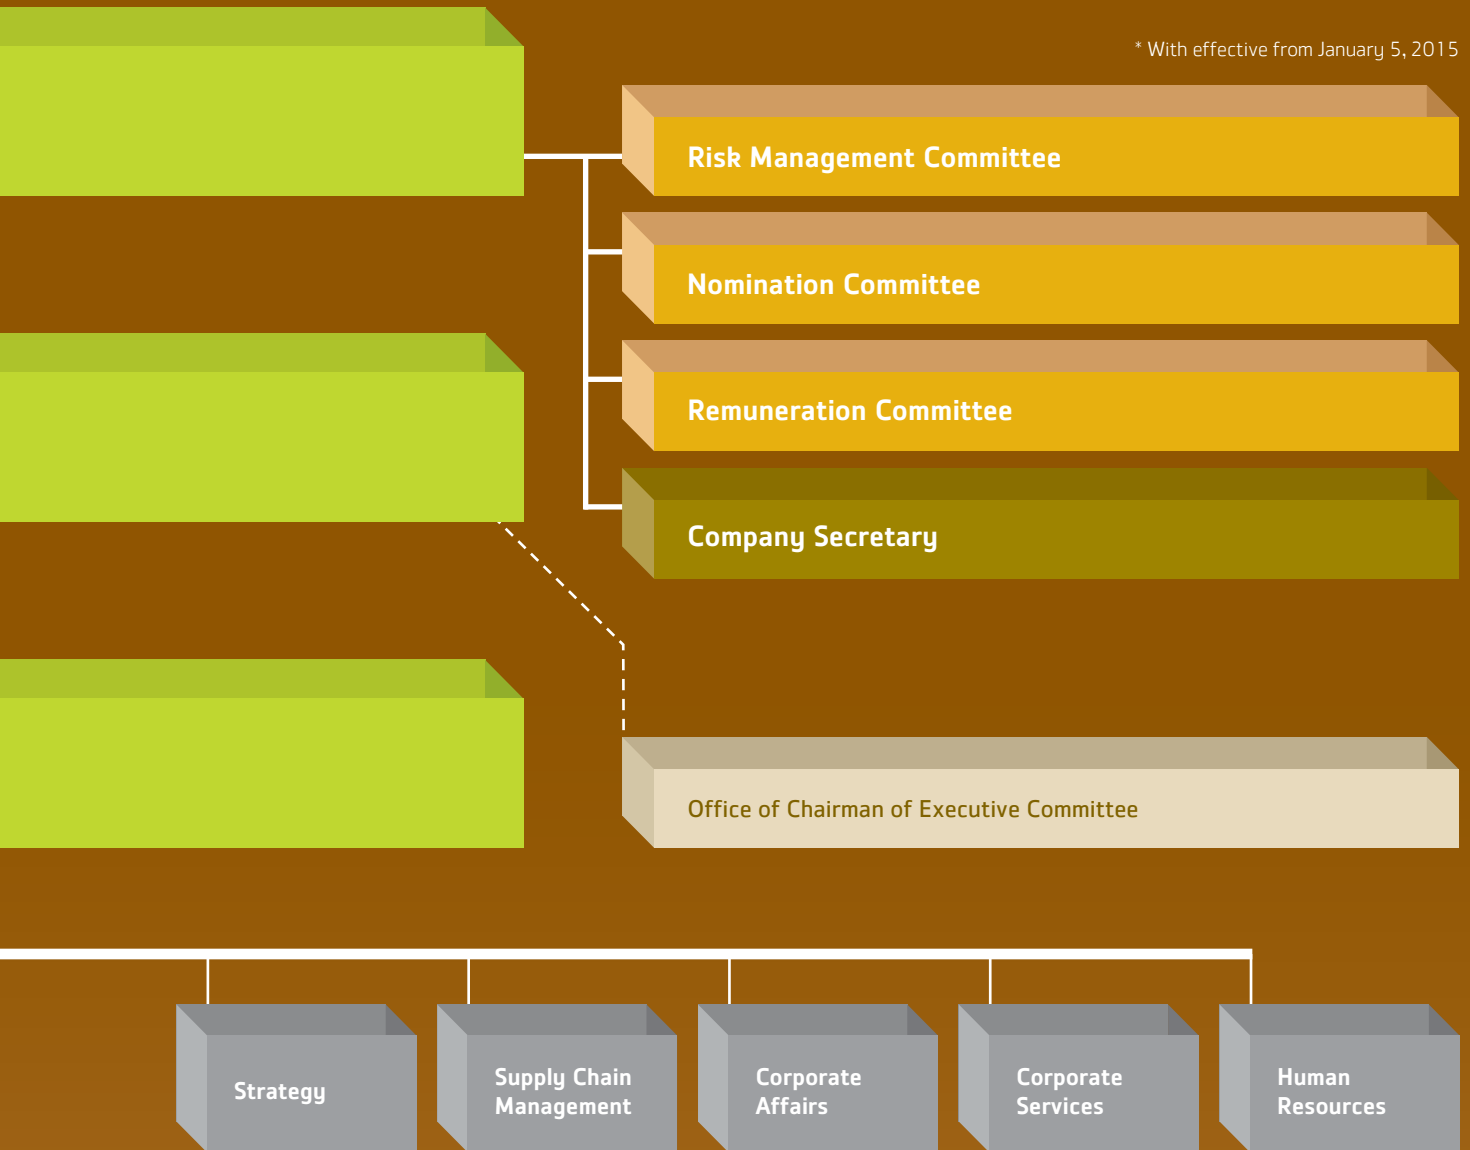 * With effective from January 5, 2015
Risk Management Committee
Nomination Committee
Remuneration Committee
Company Secretary
Office of Chairman of Executive Committee
Strategy
Supply Chain
Management
Corporate
Affairs
Corporate
Services
Human
Resources